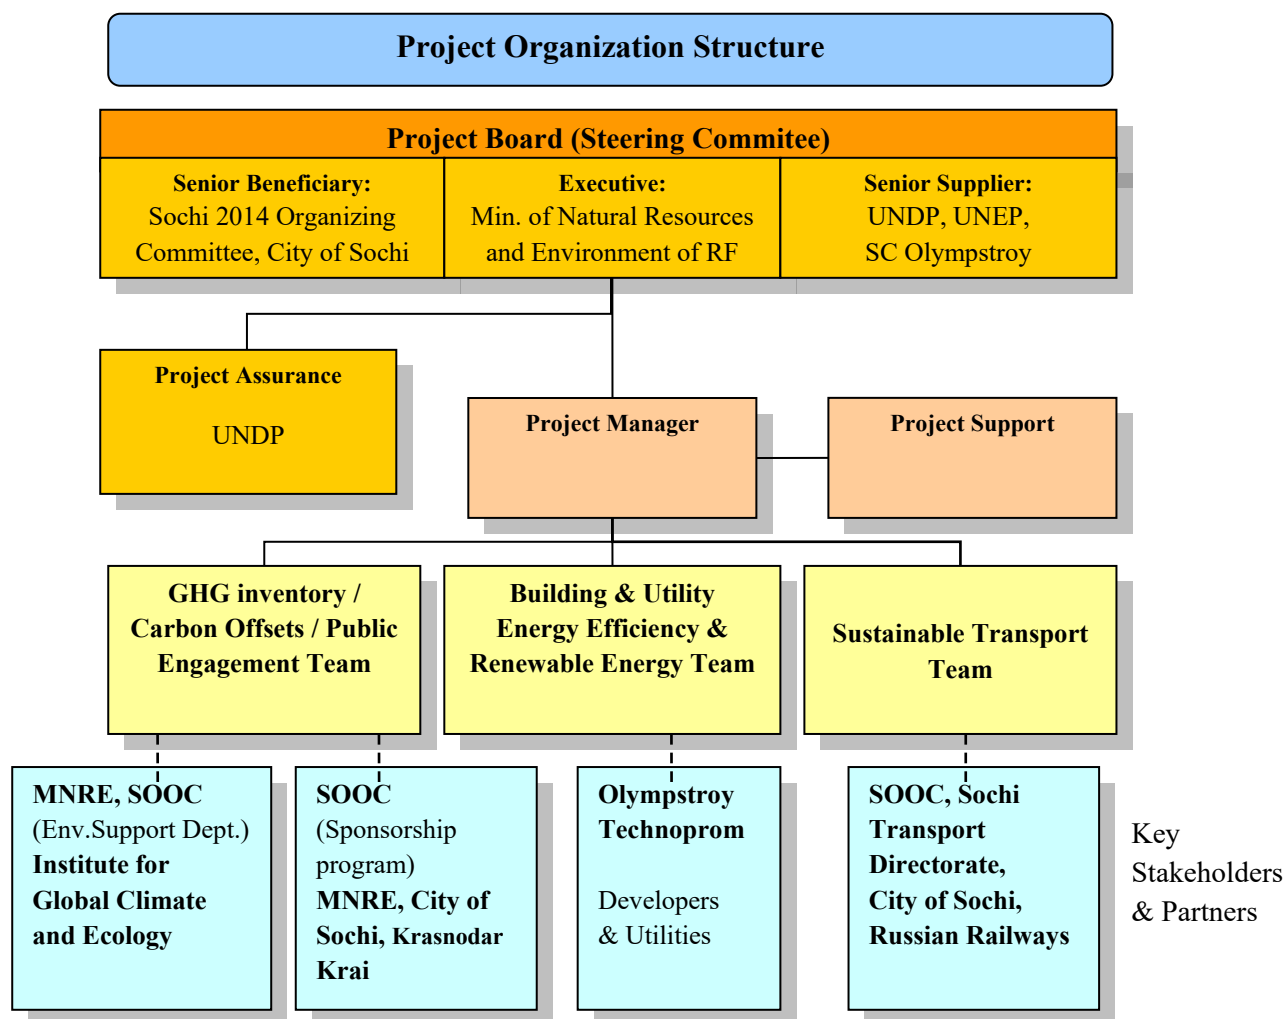 Project Organization Structure
Project Board (Steering Commitee)
Senior Beneficiary:
Sochi 2014 Organizing
Committee, City of Sochi
Executive:
Min. of Natural Resources
and Environment of RF
Senior Supplier:
UNDP, UNEP,
SC Olympstroy
Project Assurance
UNDP
Project Manager
Project Support
GHG inventory /
Carbon Offsets / Public
Engagement Team
Building & Utility
Energy Efficiency &
Renewable Energy Team
Sustainable Transport
Team
MNRE, SOOC
(Env.Support Dept.)
Institute for
Global Climate
and Ecology
SOOC
(Sponsorship
program)
MNRE, City of
Sochi, Krasnodar
Krai
Olympstroy
Technoprom
Developers
& Utilities
SOOC, Sochi
Transport
Directorate,
City of Sochi,
Russian Railways
Key
Stakeholders
& Partners